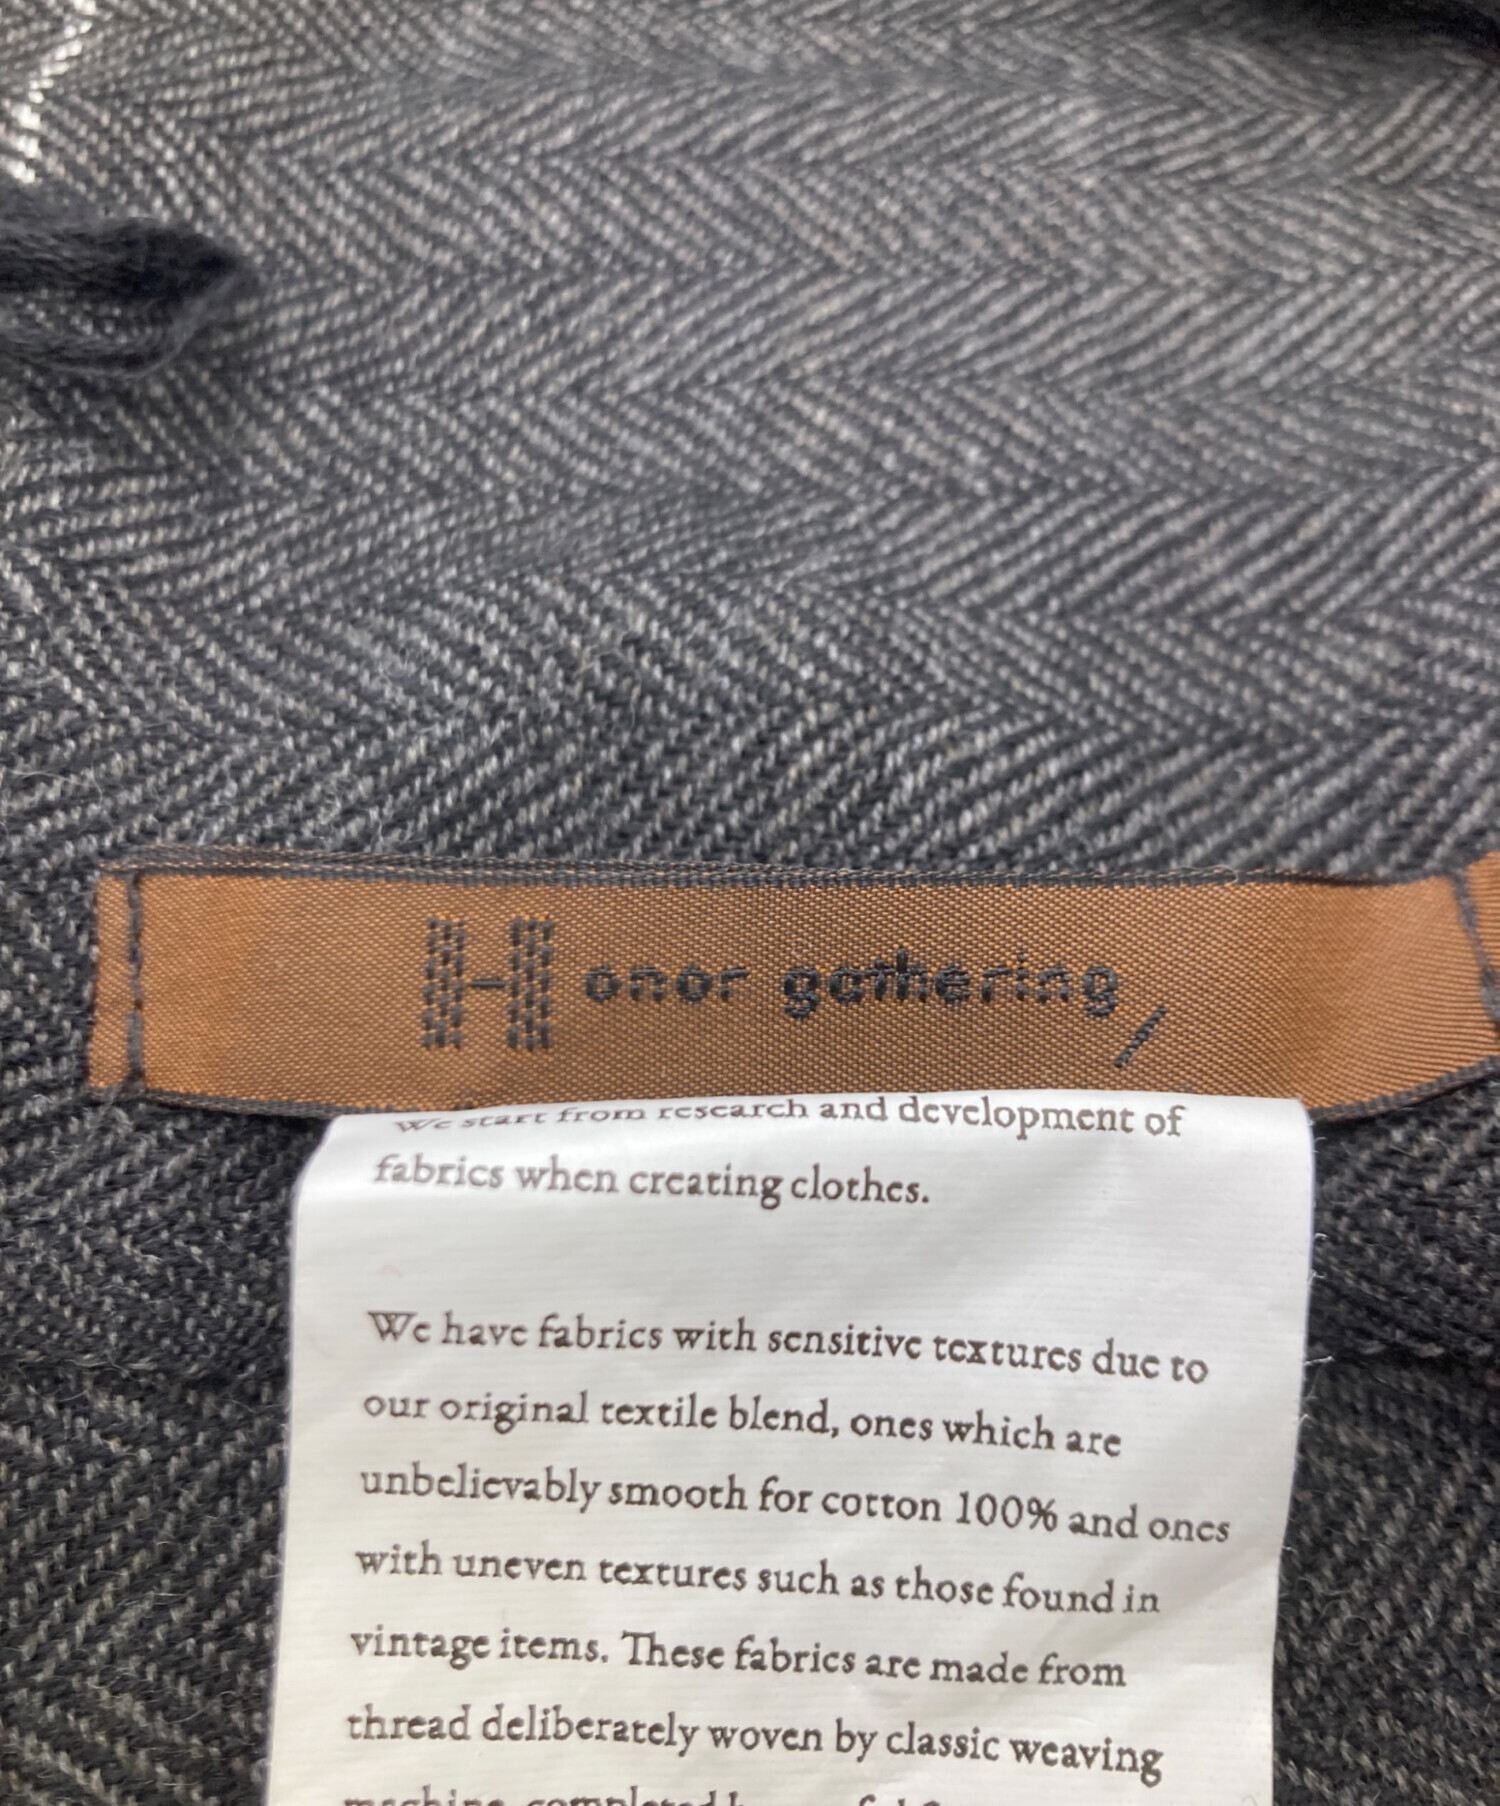 Honor gathering/
We start from research and development of
fabrics when creating clothes.
We have fabrics with sensitive textures due to
our original textile blend, ones which are
unbelievably smooth for cotton 100% and ones
with uneven textures such as those found in
vintage items. These fabrics are made from
thread deliberately woven by classic weaving
machine, completed